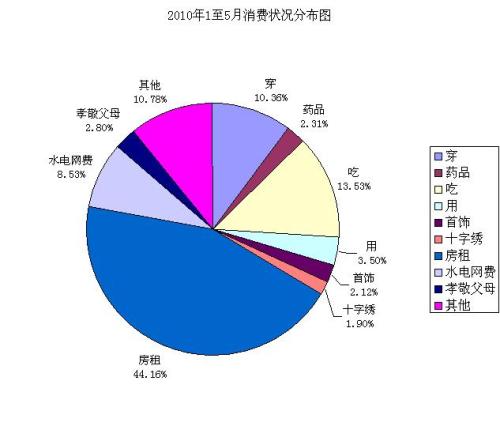 2010年1至5月消费状况分布图
穿
10.36%
药品
2.31%
吃
13.53%
用
3.50%
首饰
2.12%
十字绣
1.90%
房租
44.16%
水电网费
8.53%
孝敬父母
2.80%
其他
10.78%
穿
药品
吃
用
首饰
十字绣
房租
水电网费
孝敬父母
其他